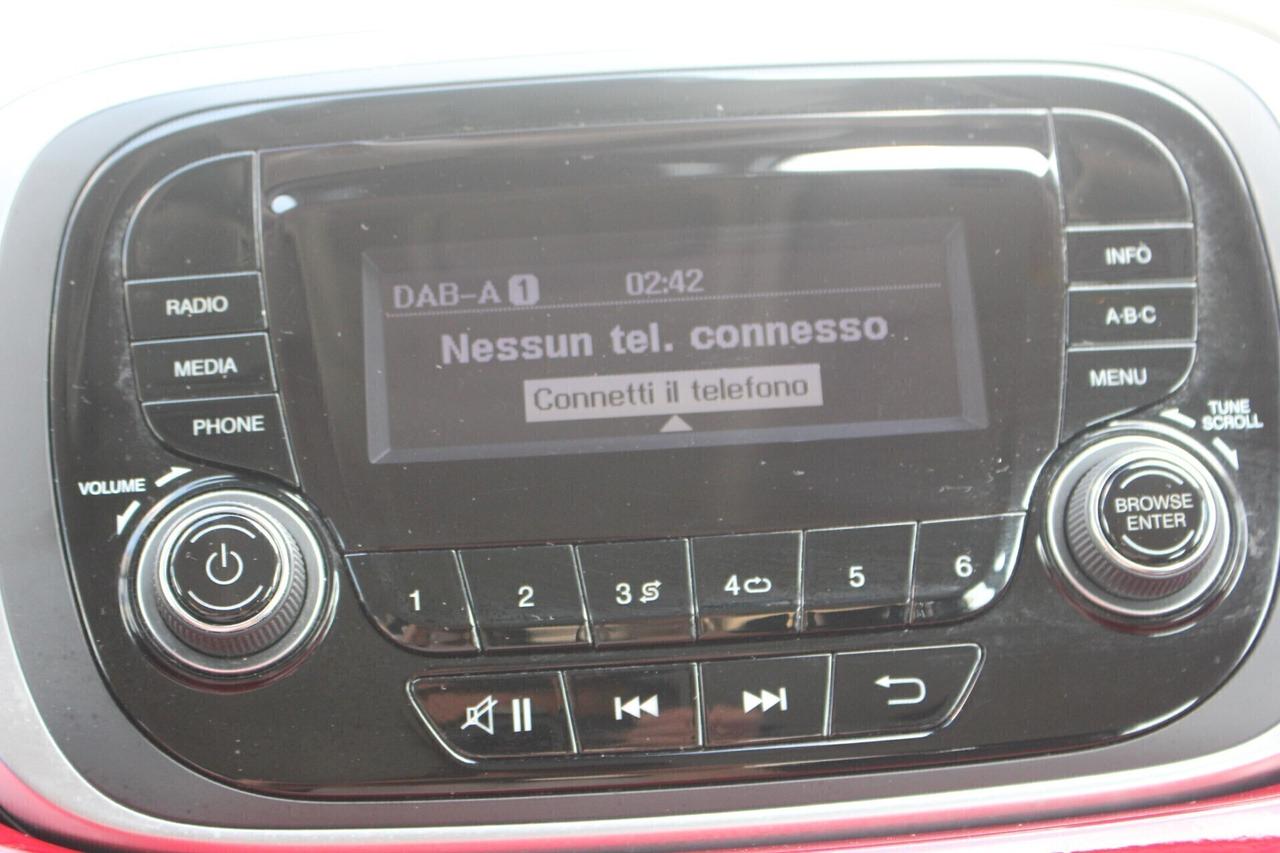 DAB-A 1 02:42
Nessun tel. connesso
Connetti il telefono
RADIO
MEDIA
PHONE
VOLUME
INFO
A·B·C
MENU
TUNE
SCROLL
BROWSE
ENTER
1 2 3 4 5 6